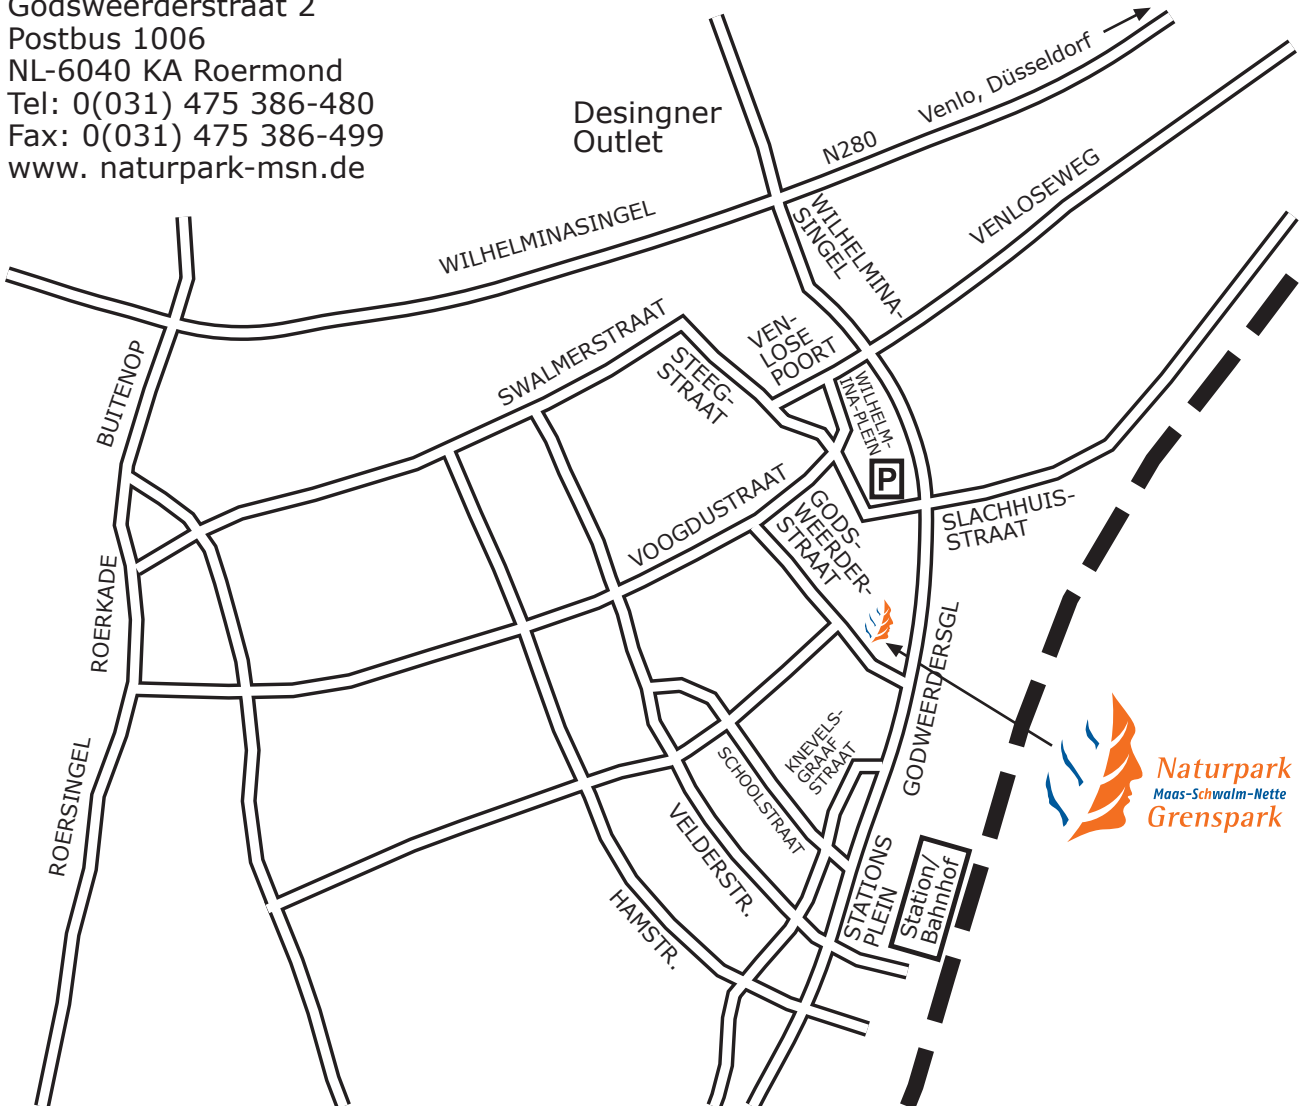 Godsweerderstraat 2
Postbus 1006
NL-6040 KA Roermond
Tel: 0(031) 475 386-480
Fax: 0(031) 475 386-499
www. naturpark-msn.de
Desingner
Outlet
Venlo, Düsseldorf
N280
WILHELMINASINGEL
WILHELMINA-
SINGEL
VENLOSEWEG
SWALMERSTRAAT
STEEG-
STRAAT
VEN-
LOSE
POORT
WILHELM-
INA-PLEIN
P
BUITENOP
VOOGDUSTRAAT
GODS-
WEERDER-
STRAAT
SLACHHUIS-
STRAAT
ROERKADE
GODWEERDERSGL
ROERSINGEL
KNEVELS-
GRAAF
STRAAT
SCHOOLSTRAAT
VELDERSTR.
HAMSTR.
STATIONS
PLEIN
Station/
Bahnhof
Naturpark
Maas-Schwalm-Nette
Grenspark